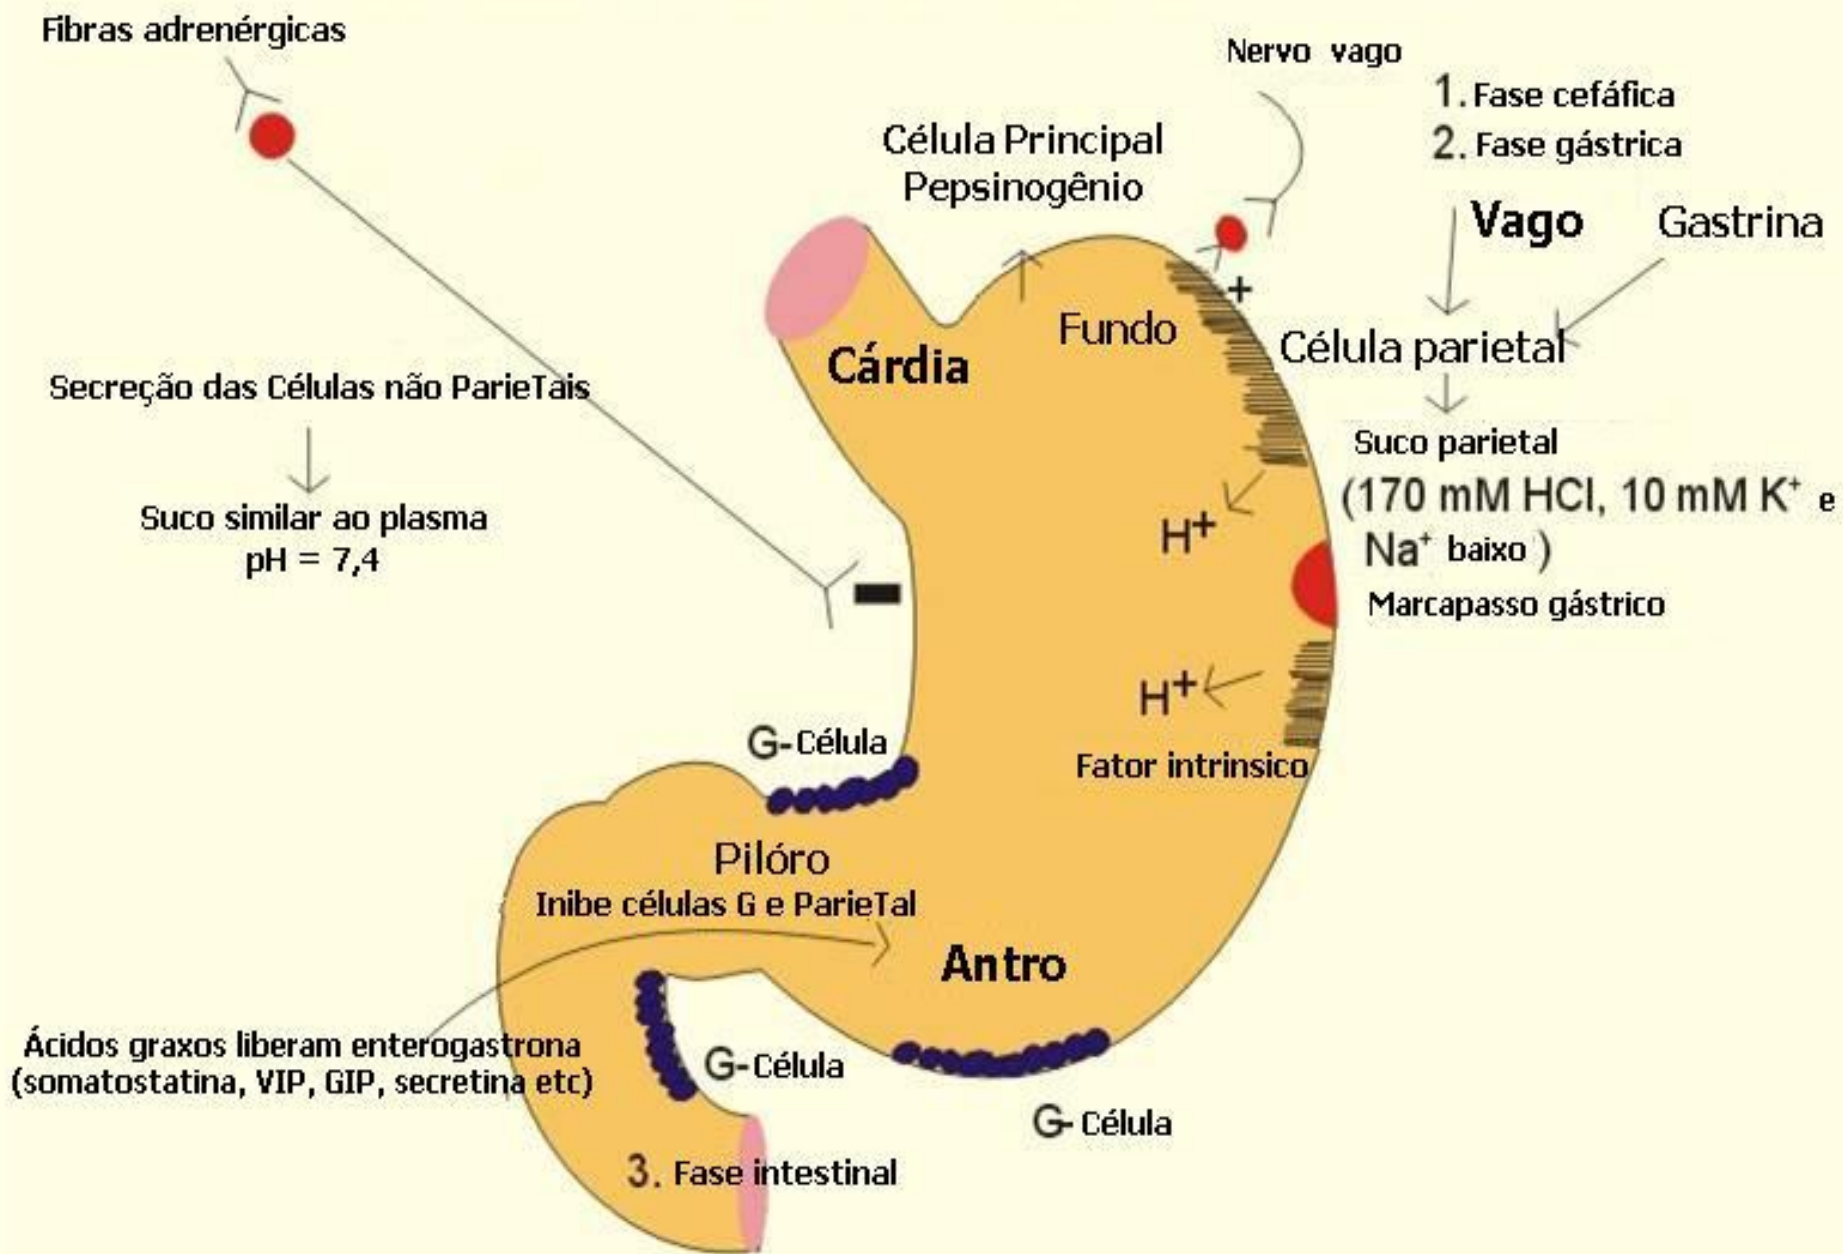 Fibras adrenérgicas
Nervo vago
1. Fase cefáfica
2. Fase gástrica
Célula Principal
Pepsinogênio
Vago
Gastrina
+
Fundo
Célula parietal
Cárdia
Secreção das Células não ParieTais
Suco parietal
(170 mM HCl, 10 mM K⁺ e
Na⁺ baixo )
H+
Suco similar ao plasma
pH = 7,4
Marcapasso gástrico
H+
G-Célula
Fator intrinsico
Pilóro
Inibe células G e ParieTal
Antro
Ácidos graxos liberam enterogastrona
(somatostatina, VIP, GIP, secretina etc)
G-Célula
G-Célula
3. Fase intestinal